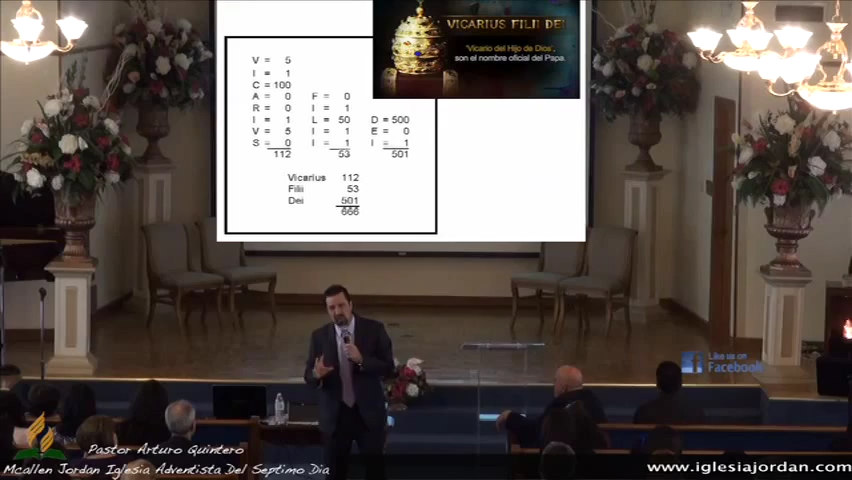 VICARIUS FILII DEI
"Vicario del Hijo de Dios",
son el nombre oficial del Papa.
V = 5
I = 1
C = 100
A = 0 F = 0
R = 0 I = 1
I = 1 L = 50 D = 500
V = 5 I = 1 E = 0
S = 0 I = 1 I = 1
112 53 501
Vicarius 112
Filii 53
Dei 501
666
Like us on
Facebook
Pastor Arturo Quintero
Mcallen Jordan Iglesia Adventista Del Septimo Dia
www.iglesiajordan.com